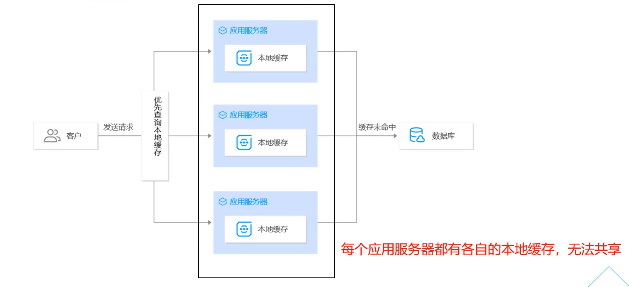 客户
发送请求
优先查询本地缓存
应用服务器
本地缓存
应用服务器
本地缓存
应用服务器
本地缓存
缓存未命中
数据库
每个应用服务器都有各自的本地缓存，无法共享